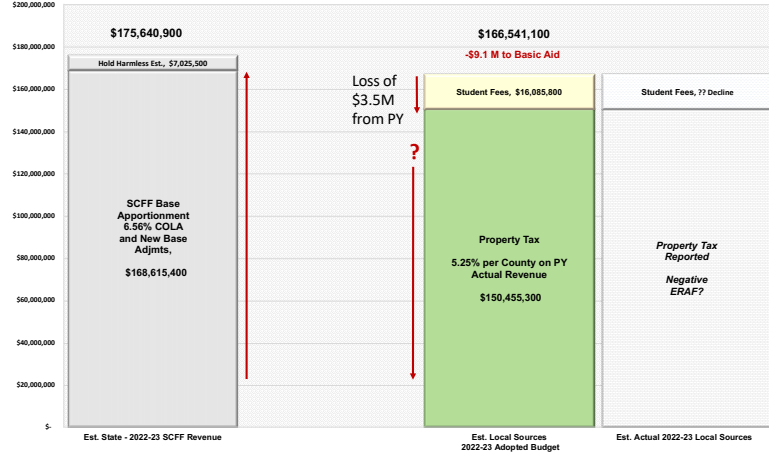 $200,000,000
$180,000,000
$160,000,000
$140,000,000
$120,000,000
$100,000,000
$80,000,000
$60,000,000
$40,000,000
$20,000,000
$-
$175,640,900
Hold Harmless Est., $7,025,500
SCFF Base
Apportionment
6.56% COLA
and New Base
Adjmts,
$168,615,400
Est. State - 2022-23 SCFF Revenue
Loss of
$3.5M
from PY
?
$166,541,100
-$9.1 M to Basic Aid
Student Fees, $16,085,800
Property Tax
5.25% per County on PY
Actual Revenue
$150,455,300
Est. Local Sources
2022-23 Adopted Budget
Student Fees, ?? Decline
Property Tax
Reported
Negative
ERAF?
Est. Actual 2022-23 Local Sources